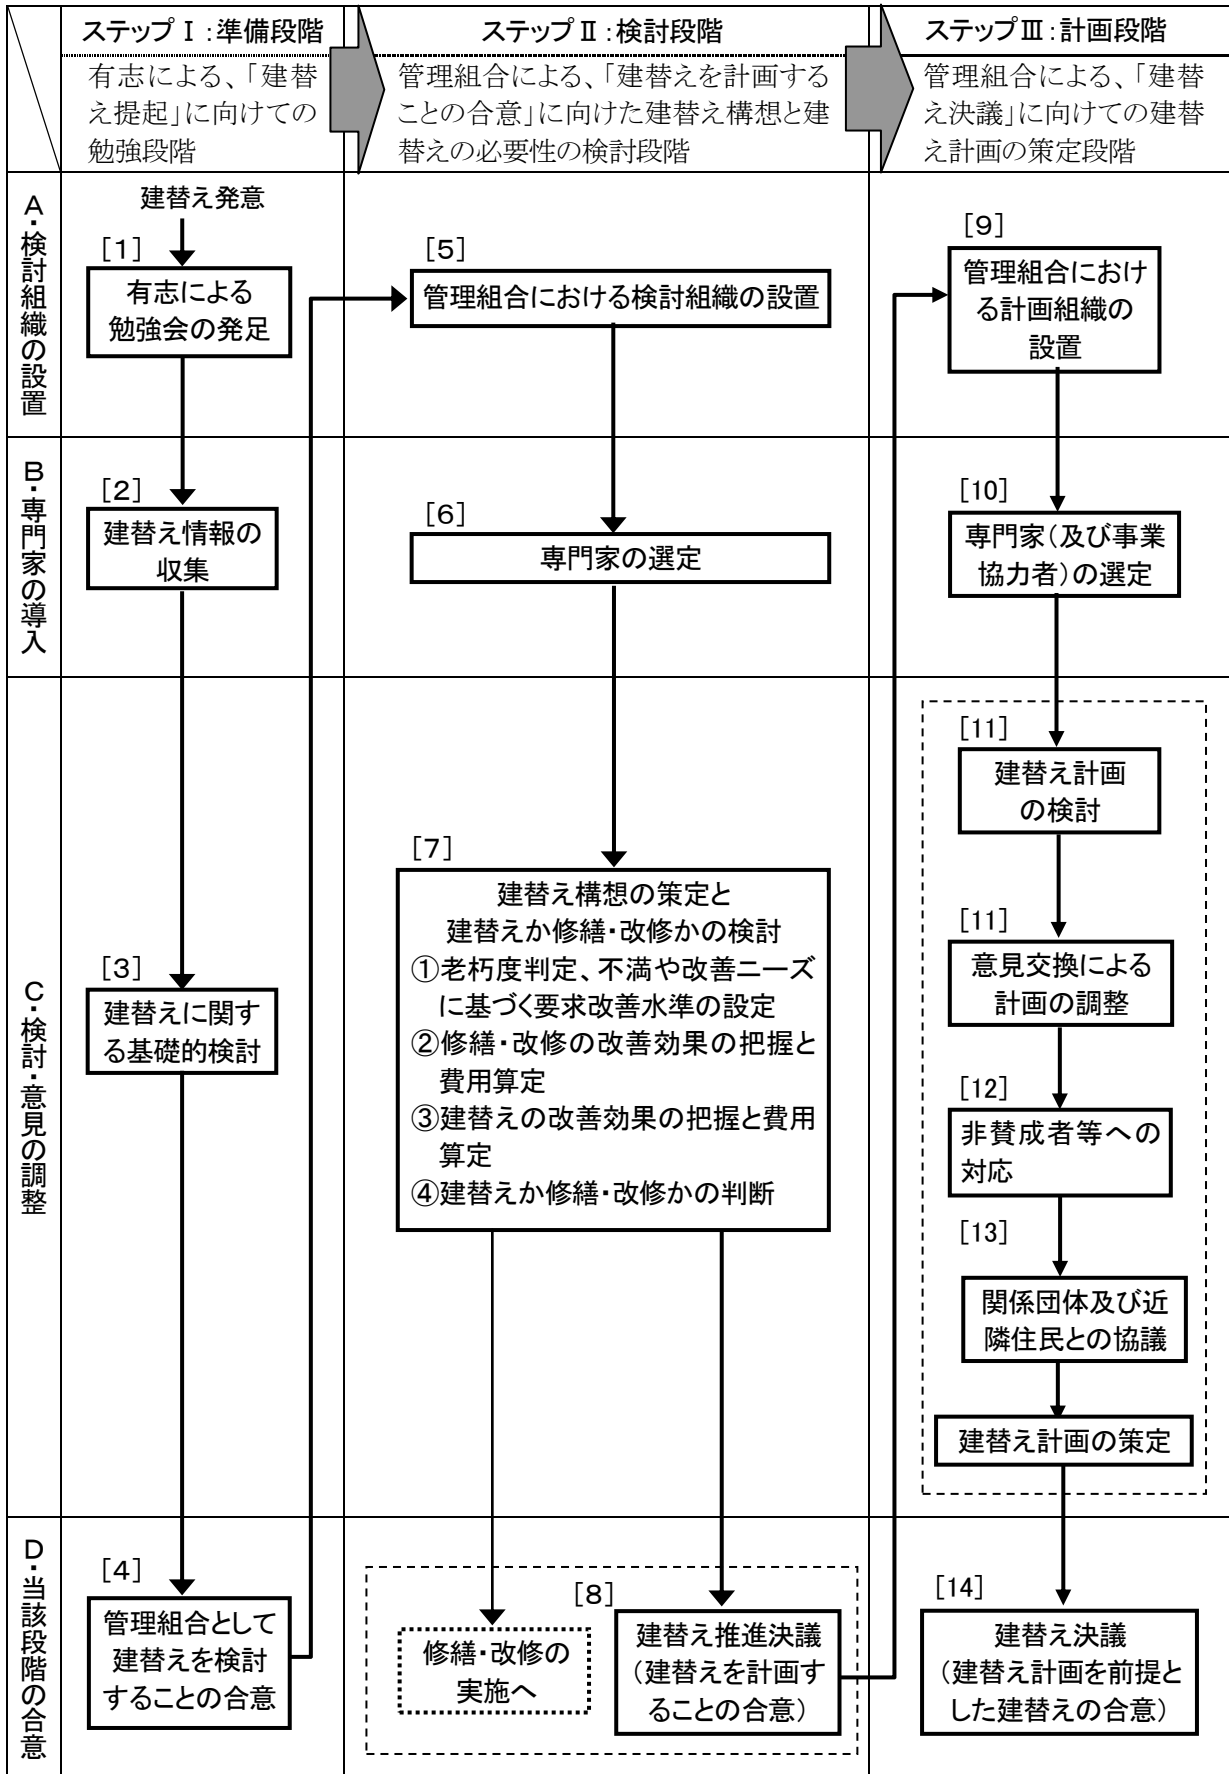 ステップⅠ:準備段階
有志による、「建替
え提起」に向けての
勉強段階
ステップⅡ:検討段階
管理組合による、「建替えを計画する
ことの合意」に向けた建替え構想と建
替えの必要性の検討段階
ステップⅢ:計画段階
管理組合による、「建替
え決議」に向けての建替
え計画の策定段階
A・検討組織の設置
建替え発意
[1]
有志による
勉強会の発足
[5]
管理組合における検討組織の設置
[9]
管理組合におけ
る計画組織の
設置
B・専門家の導入
[2]
建替え情報の
収集
[6]
専門家の選定
[10]
専門家(及び事業
協力者)の選定
C・検討・意見の調整
[3]
建替えに関す
る基礎的検討
[7]
建替え構想の策定と
建替えか修繕・改修かの検討
①老朽度判定、不満や改善ニーズ
に基づく要求改善水準の設定
②修繕・改修の改善効果の把握と
費用算定
③建替えの改善効果の把握と費用
算定
④建替えか修繕・改修かの判断
[11]
建替え計画
の検討
[11]
意見交換による
計画の調整
[12]
非賛成者等への
対応
[13]
関係団体及び近
隣住民との協議
建替え計画の策定
D・当該段階の合意
[4]
管理組合として
建替えを検討
することの合意
修繕・改修の
実施へ
[8]
建替え推進決議
(建替えを計画す
ることの合意)
[14]
建替え決議
(建替え計画を前提と
した建替えの合意)